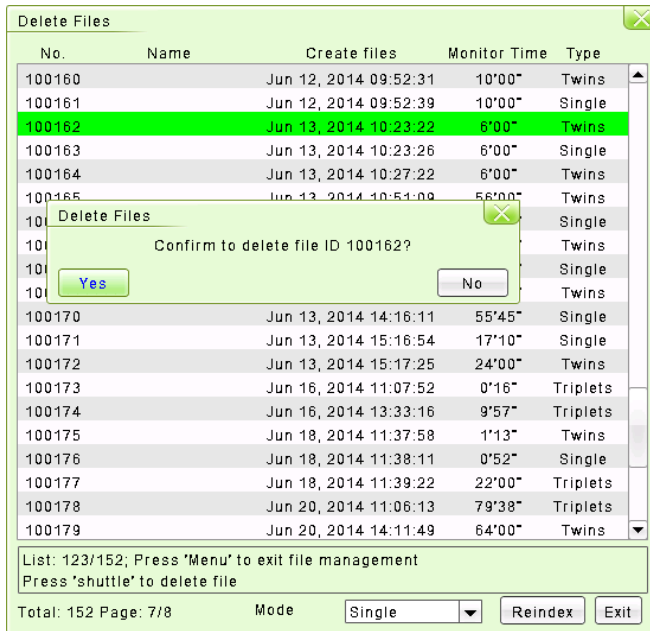 Delete Files
No. Name Create files Monitor Time Type
100160 Jun 12, 2014 09:52:31 10'00" Twins
100161 Jun 12, 2014 09:52:39 10'00" Single
100162 Jun 13, 2014 10:23:22 6'00" Twins
100163 Jun 13, 2014 10:23:26 6'00" Single
100164 Jun 13, 2014 10:27:22 6'00" Twins
100165 Jun 13, 2014 10:51:09 56'00" Twins
Single
Twins
Single
Twins
Delete Files
Confirm to delete file ID 100162?
Yes No
100170 Jun 13, 2014 14:16:11 55'45" Single
100171 Jun 13, 2014 15:16:54 17'10" Single
100172 Jun 13, 2014 15:17:25 24'00" Twins
100173 Jun 16, 2014 11:07:52 0'16" Triplets
100174 Jun 16, 2014 13:33:16 9'57" Triplets
100175 Jun 18, 2014 11:37:58 1'13" Twins
100176 Jun 18, 2014 11:38:11 0'52" Single
100177 Jun 18, 2014 11:39:22 22'00" Triplets
100178 Jun 20, 2014 11:06:13 79'38" Triplets
100179 Jun 20, 2014 14:11:49 64'00" Twins
List: 123/152; Press 'Menu' to exit file management
Press 'shuttle' to delete file
Total: 152 Page: 7/8 Mode Single Reindex Exit